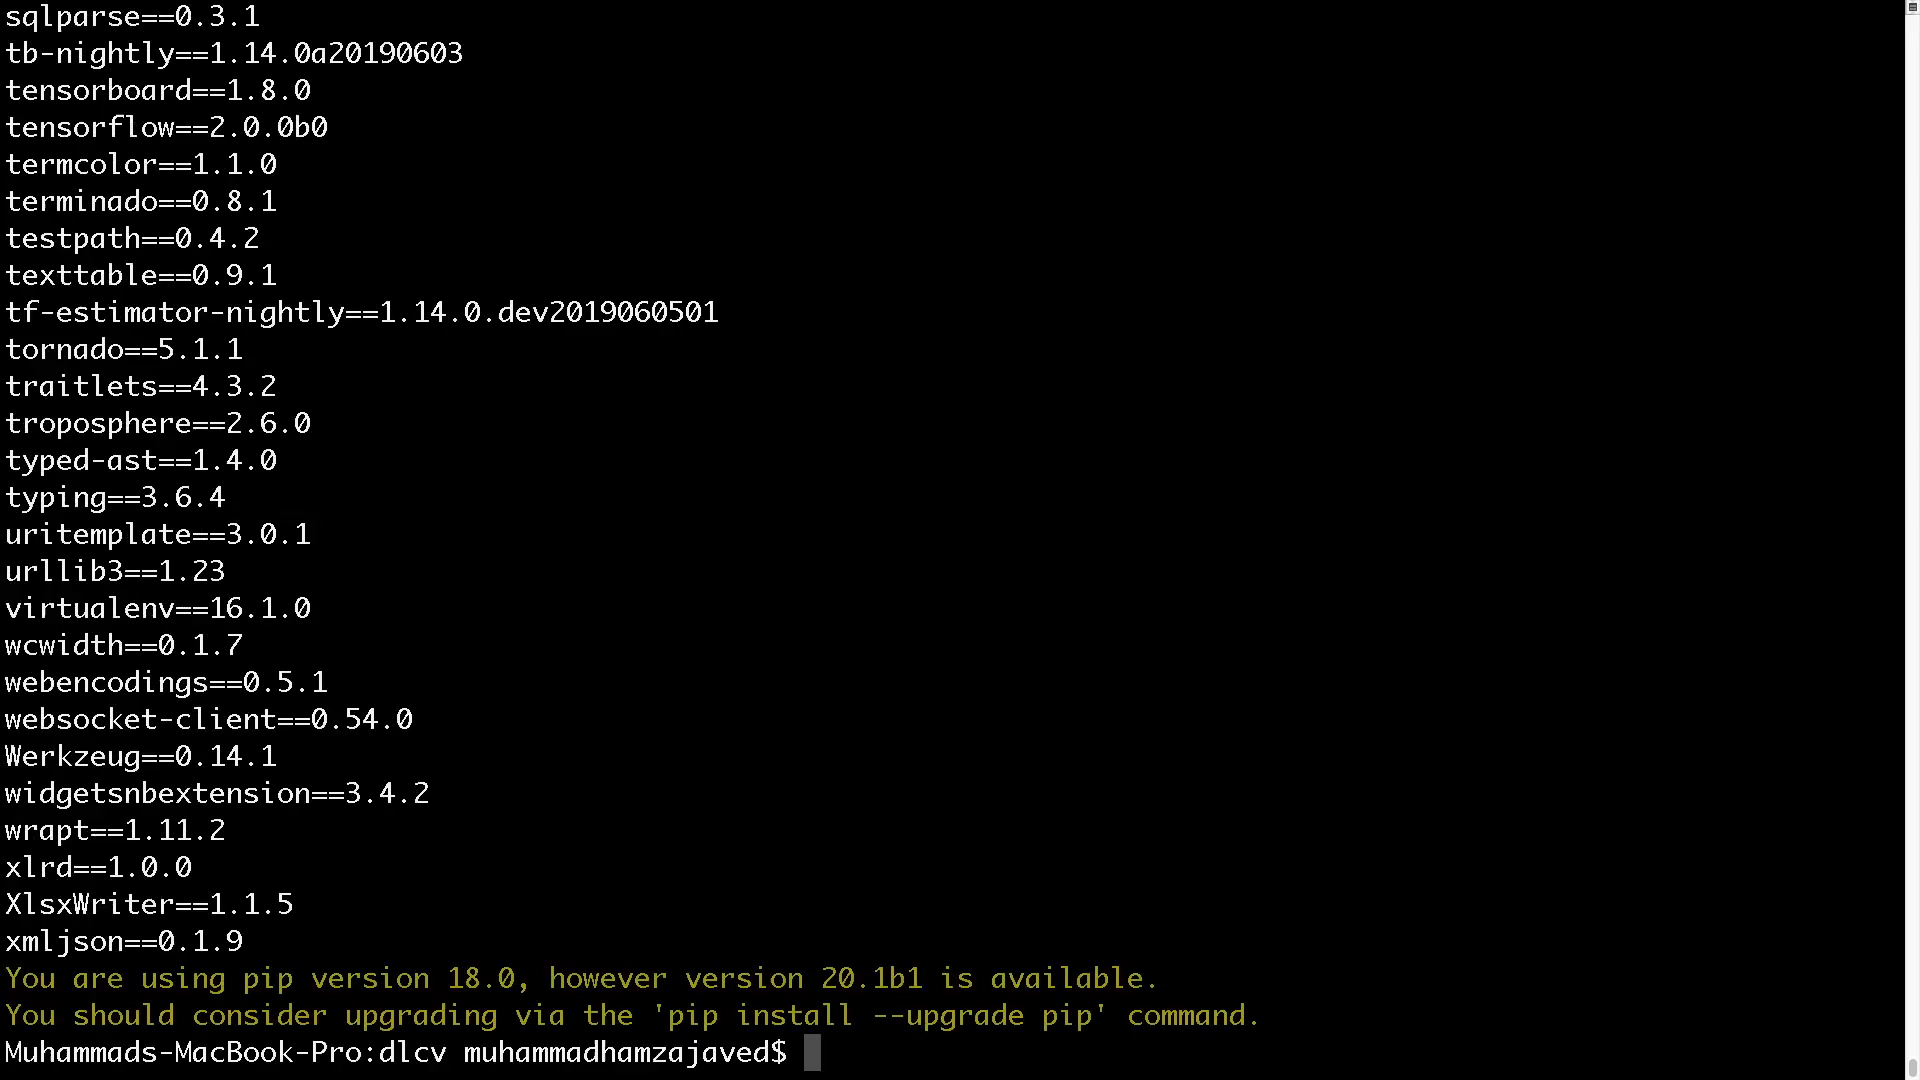 sqlparse==0.3.1
tb-nightly==1.14.0a20190603
tensorboard==1.8.0
tensorflow==2.0.0b0
termcolor==1.1.0
terminado==0.8.1
testpath==0.4.2
texttable==0.9.1
tf-estimator-nightly==1.14.0.dev2019060501
tornado==5.1.1
traitlets==4.3.2
troposphere==2.6.0
typed-ast==1.4.0
typing==3.6.4
uritemplate==3.0.1
urllib3==1.23
virtualenv==16.1.0
wcwidth==0.1.7
webencodings==0.5.1
websocket-client==0.54.0
Werkzeug==0.14.1
widgetsnbextension==3.4.2
wrapt==1.11.2
xlrd==1.0.0
XlsxWriter==1.1.5
xmljson==0.1.9
You are using pip version 18.0, however version 20.1b1 is available.
You should consider upgrading via the 'pip install --upgrade pip' command.
Muhammads-MacBook-Pro:dlcv muhammadhamzajaved$